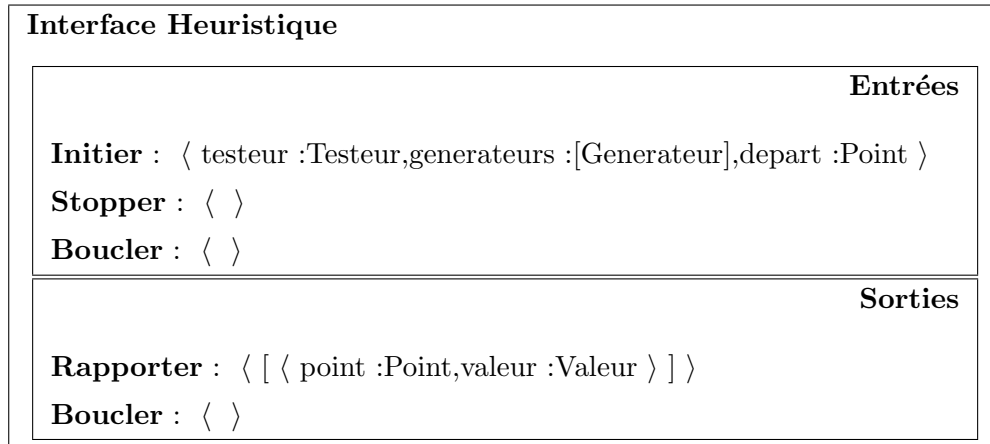 Interface Heuristique
Entrées
Initier : ⟨ testeur :Testeur,generateurs :[Generateur],depart :Point ⟩
Stopper : ⟨ ⟩
Boucler : ⟨ ⟩
Sorties
Rapporter : ⟨ [ ⟨ point :Point,valeur :Valeur ⟩ ] ⟩
Boucler : ⟨ ⟩